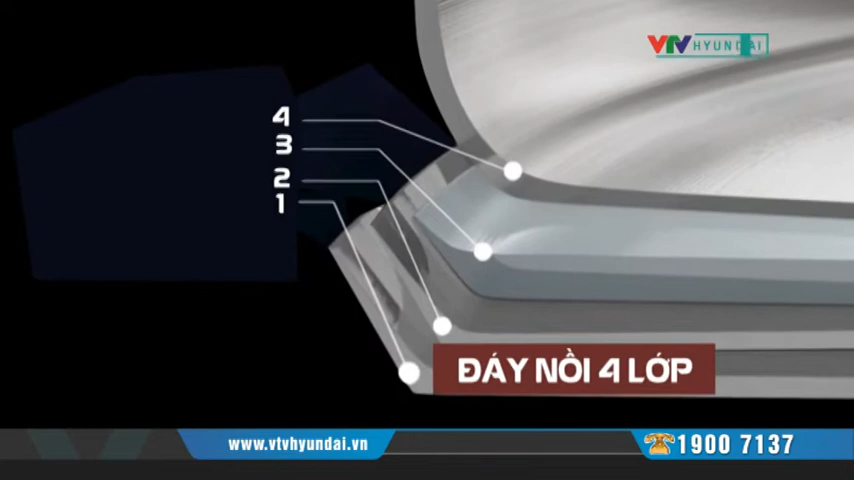 VTV HYUNDAI
4
3
2
1
ĐÁY NỒI 4 LỚP
www.vtvhyundai.vn
1900 7137